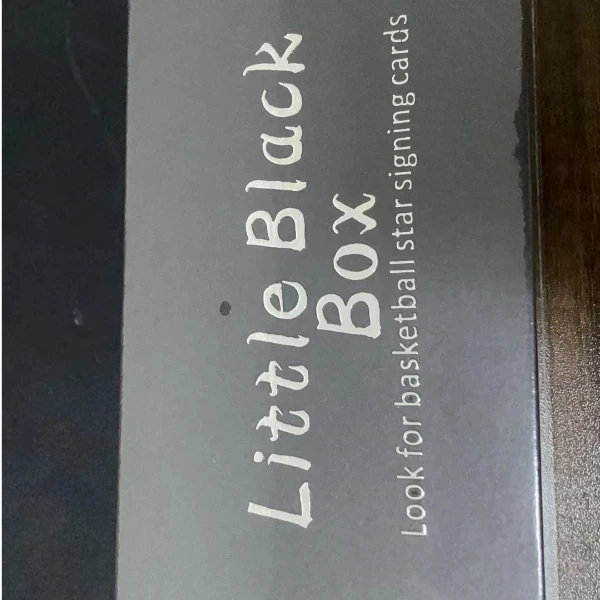 Little Black
Box
Look for basketball star signing cards